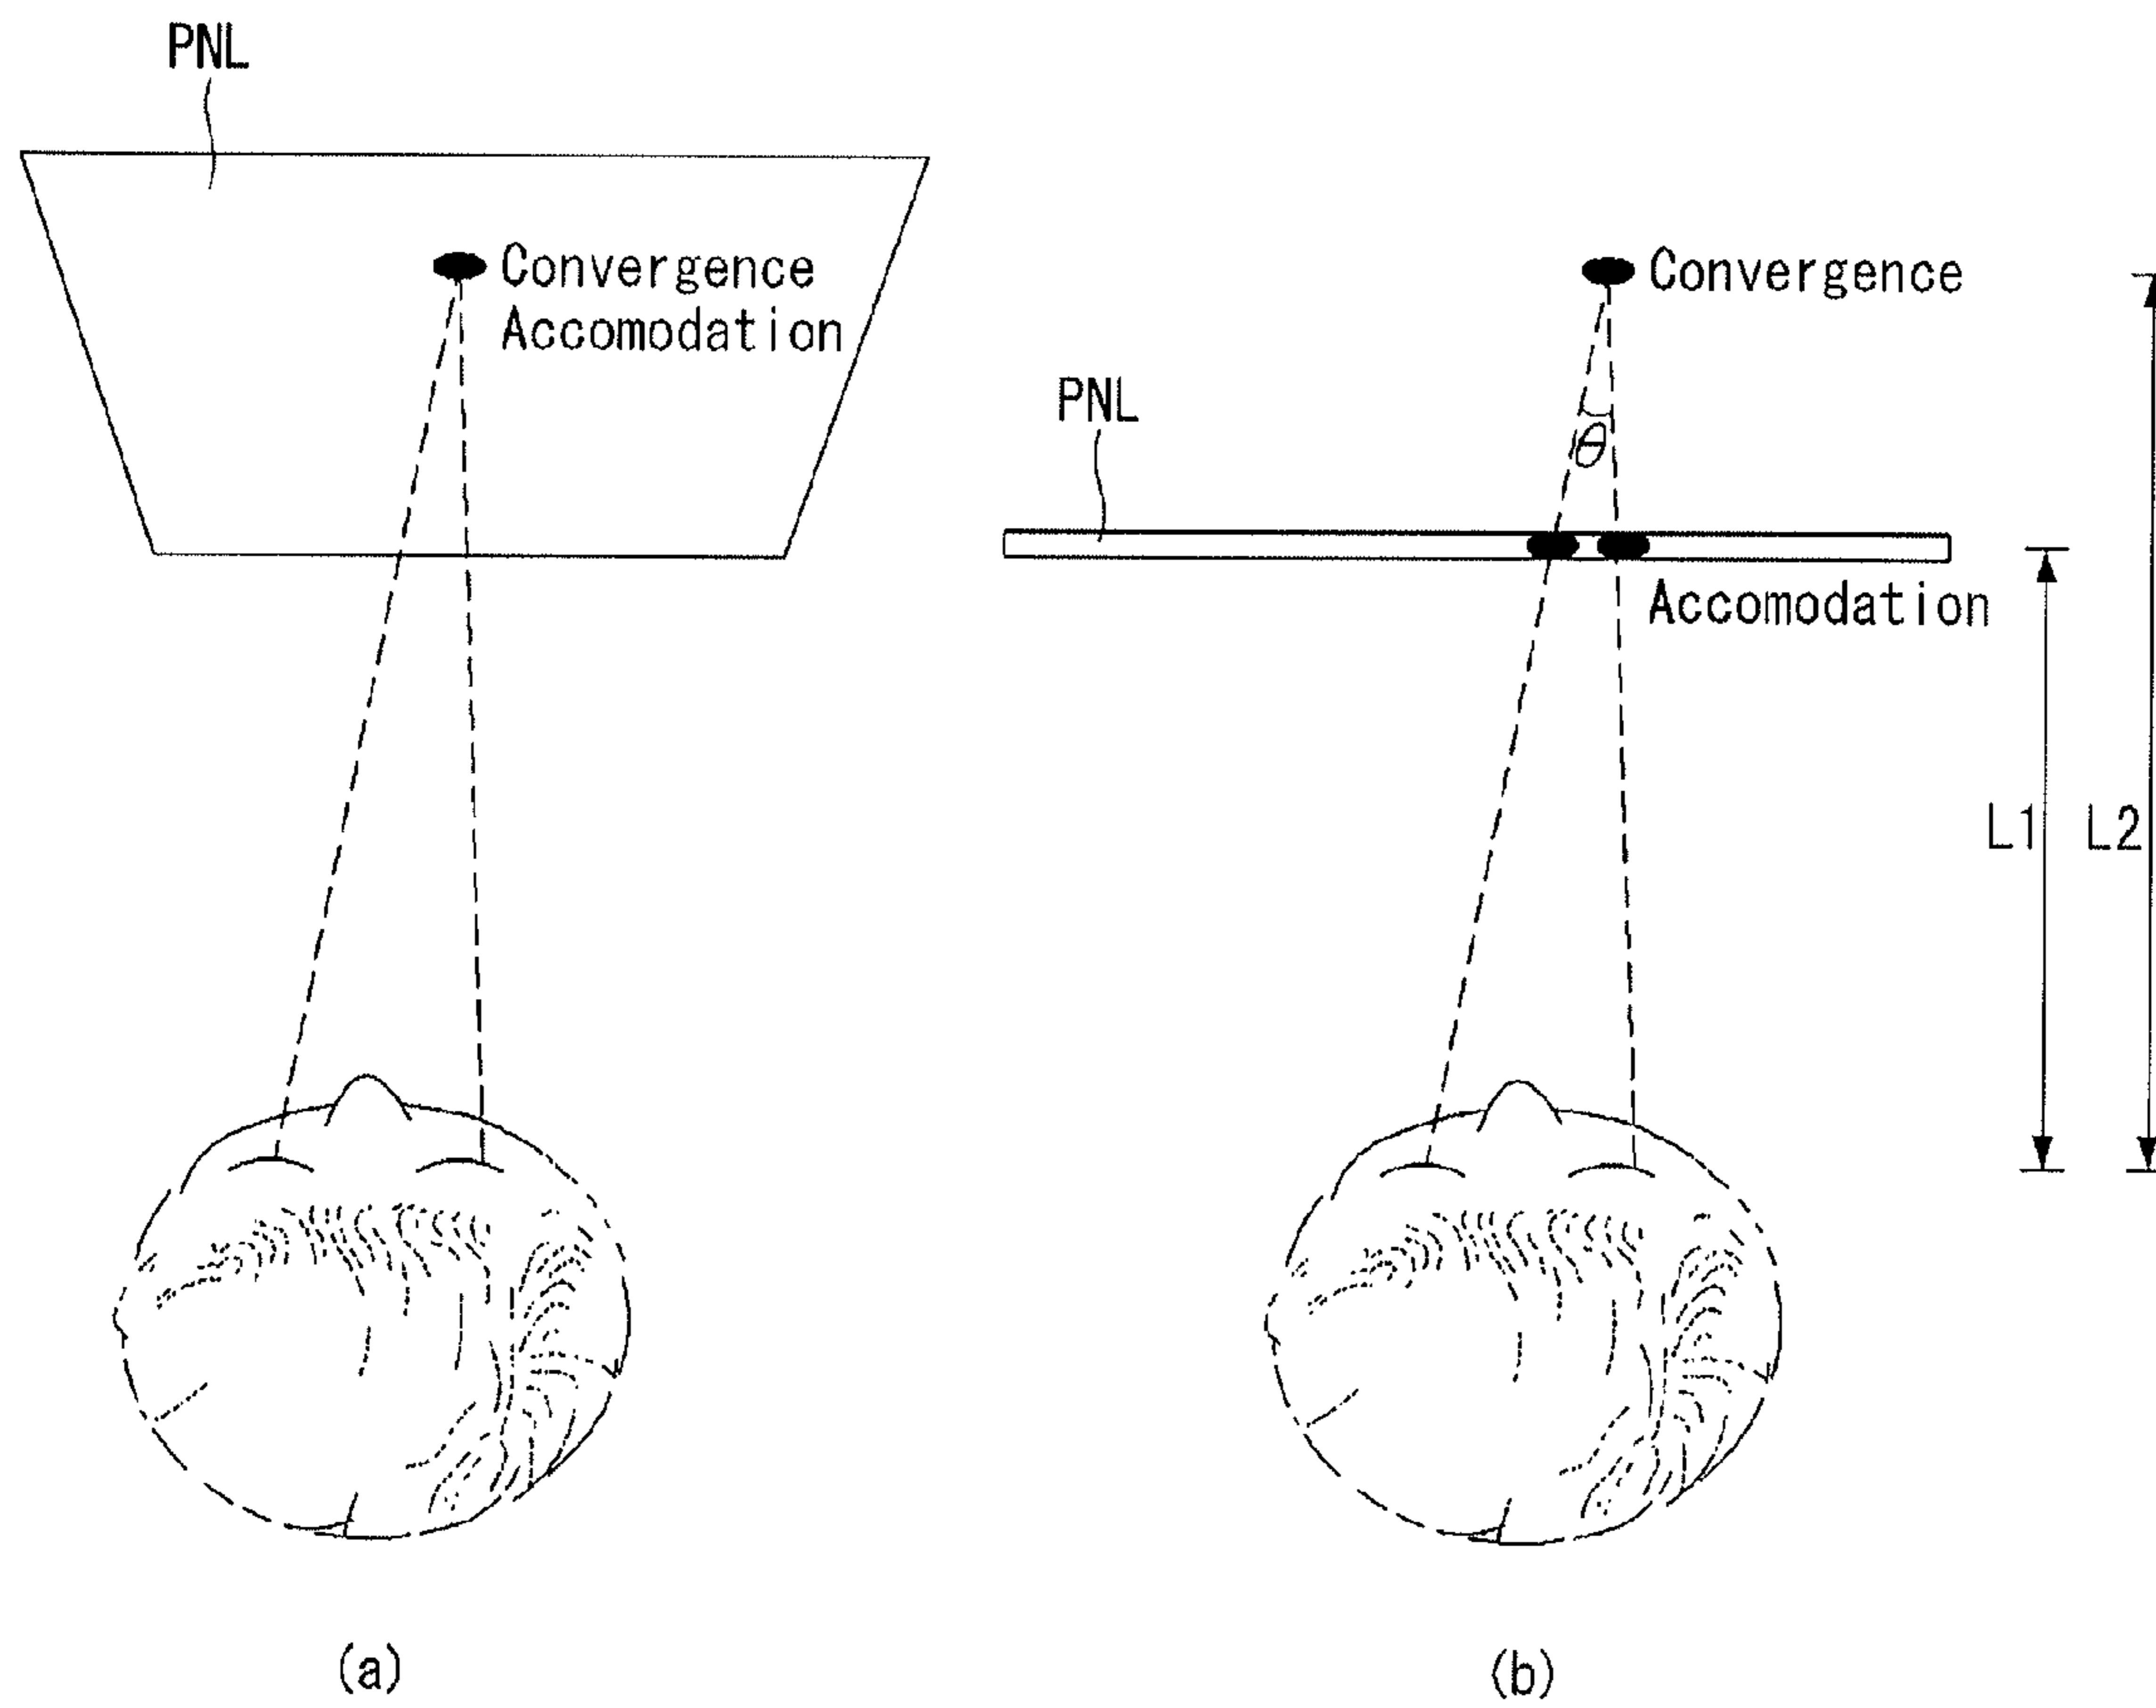 PNL
Convergence
Accomodation
(a)
Convergence
θ
PNL
Accomodation
L1
L2
(b)